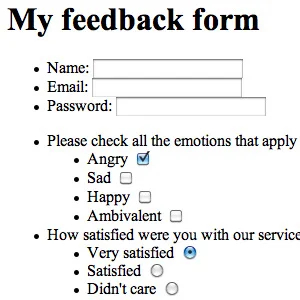 My feedback form
Name:
Email:
Password:
Please check all the emotions that apply
Angry
Sad
Happy
Ambivalent
How satisfied were you with our service
Very satisfied
Satisfied
Didn't care